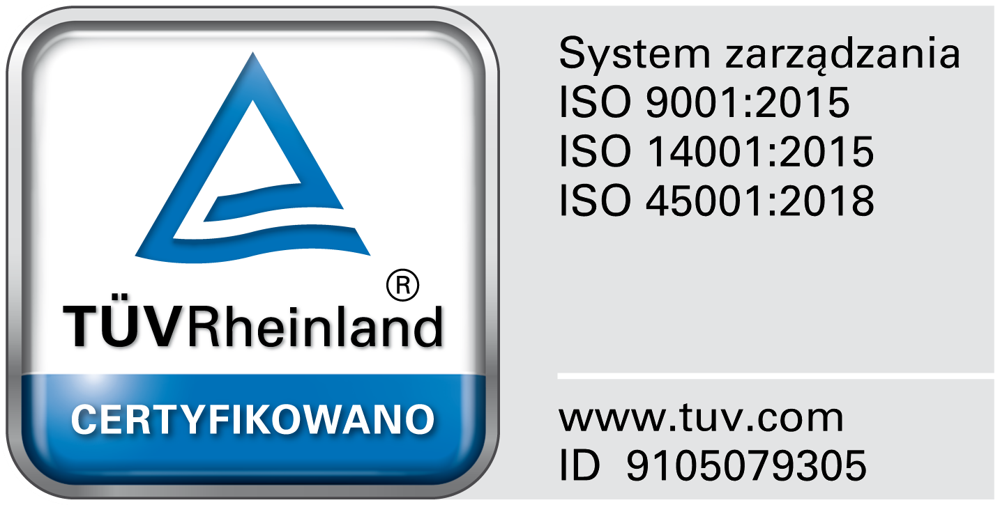 ®
TÜVRheinland
CERTYFIKOWANO
System zarządzania
ISO 9001:2015
ISO 14001:2015
ISO 45001:2018
www.tuv.com
ID 9105079305